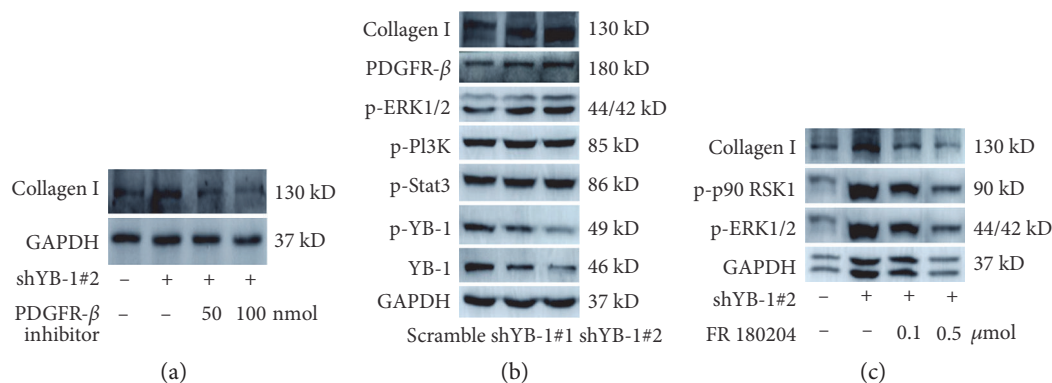 Collagen I 130 kD
GAPDH 37 kD
shYB-1#2 – + + +
PDGFR-β – – 50 100 nmol
inhibitor
(a)
Collagen I 130 kD
PDGFR-β 180 kD
p-ERK1/2 44/42 kD
p-Pl3K 85 kD
p-Stat3 86 kD
p-YB-1 49 kD
YB-1 46 kD
GAPDH 37 kD
Scramble shYB-1#1 shYB-1#2
(b)
Collagen I 130 kD
p-p90 RSK1 90 kD
p-ERK1/2 44/42 kD
GAPDH 37 kD
shYB-1#2 – + + +
FR 180204 – – 0.1 0.5 μmol
(c)